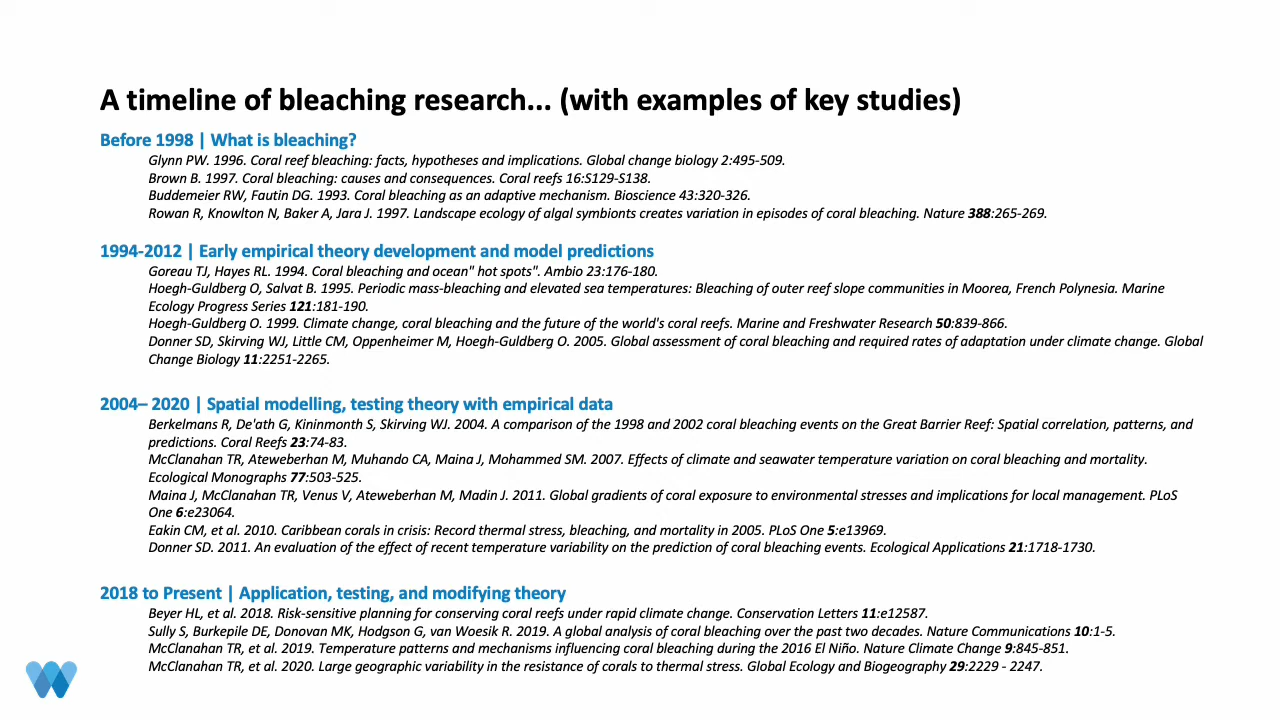 A timeline of bleaching research... (with examples of key studies)
Before 1998 | What is bleaching?
Glynn PW. 1996. Coral reef bleaching: facts, hypotheses and implications. Global change biology 2:495-509.
Brown B. 1997. Coral bleaching: causes and consequences. Coral reefs 16:S129-S138.
Buddemeier RW, Fautin DG. 1993. Coral bleaching as an adaptive mechanism. Bioscience 43:320-326.
Rowan R, Knowlton N, Baker A, Jara J. 1997. Landscape ecology of algal symbionts creates variation in episodes of coral bleaching. Nature 388:265-269.
1994-2012 | Early empirical theory development and model predictions
Goreau TJ, Hayes RL. 1994. Coral bleaching and ocean" hot spots". Ambio 23:176-180.
Hoegh-Guldberg O, Salvat B. 1995. Periodic mass-bleaching and elevated sea temperatures: Bleaching of outer reef slope communities in Moorea, French Polynesia. Marine
Ecology Progress Series 121:181-190.
Hoegh-Guldberg O. 1999. Climate change, coral bleaching and the future of the world's coral reefs. Marine and Freshwater Research 50:839-866.
Donner SD, Skirving WJ, Little CM, Oppenheimer M, Hoegh-Guldberg O. 2005. Global assessment of coral bleaching and required rates of adaptation under climate change. Global
Change Biology 11:2251-2265.
2004– 2020 | Spatial modelling, testing theory with empirical data
Berkelmans R, De'ath G, Kininmonth S, Skirving WJ. 2004. A comparison of the 1998 and 2002 coral bleaching events on the Great Barrier Reef: Spatial correlation, patterns, and
predictions. Coral Reefs 23:74-83.
McClanahan TR, Ateweberhan M, Muhando CA, Maina J, Mohammed SM. 2007. Effects of climate and seawater temperature variation on coral bleaching and mortality.
Ecological Monographs 77:503-525.
Maina J, McClanahan TR, Venus V, Ateweberhan M, Madin J. 2011. Global gradients of coral exposure to environmental stresses and implications for local management. PLoS
One 6:e23064.
Eakin CM, et al. 2010. Caribbean corals in crisis: Record thermal stress, bleaching, and mortality in 2005. PLoS One 5:e13969.
Donner SD. 2011. An evaluation of the effect of recent temperature variability on the prediction of coral bleaching events. Ecological Applications 21:1718-1730.
2018 to Present | Application, testing, and modifying theory
Beyer HL, et al. 2018. Risk-sensitive planning for conserving coral reefs under rapid climate change. Conservation Letters 11:e12587.
Sully S, Burkepile DE, Donovan MK, Hodgson G, van Woesik R. 2019. A global analysis of coral bleaching over the past two decades. Nature Communications 10:1-5.
McClanahan TR, et al. 2019. Temperature patterns and mechanisms influencing coral bleaching during the 2016 El Niño. Nature Climate Change 9:845-851.
McClanahan TR, et al. 2020. Large geographic variability in the resistance of corals to thermal stress. Global Ecology and Biogeography 29:2229 - 2247.